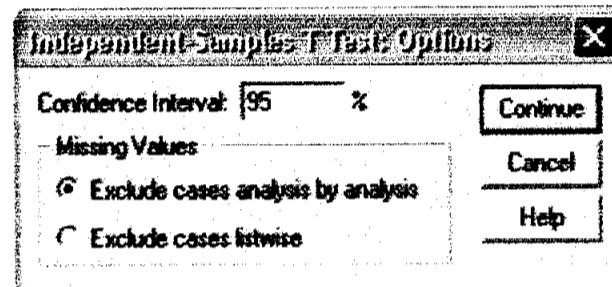 Independent-Samples T Test: Options
Confidence Interval: 95 %
Continue
Missing Values
Cancel
Exclude cases analysis by analysis
Help
Exclude cases listwise